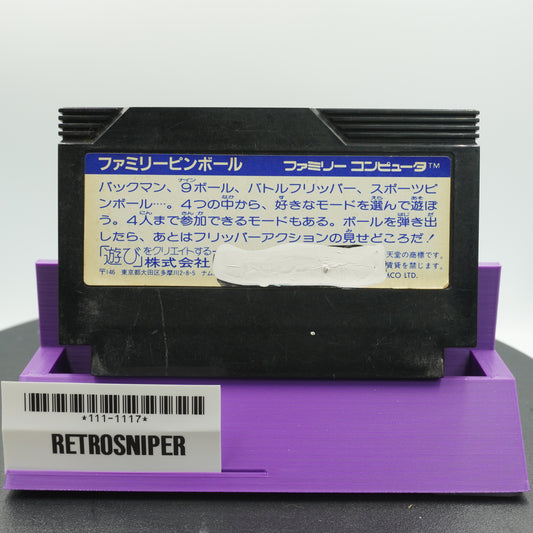 ファミリーピンボール ファミリー コンピュータ™
パックマン、9ボール、バトルフリッパー、スポーツピ
ンボール‥‥。4つの中から、好きなモードを選んで遊ぼ
う。4人まで参加できるモードもある。ボールを弾き出
したら、あとはフリッパーアクションの見せどころだ!
「遊び」をクリエイトする 天堂の商標です。
株式会社 賃貸を禁じます。
〒146 東京都大田区多摩川2-8-5 ナム MCO LTD.
*111-1117*
RETROSNIPER